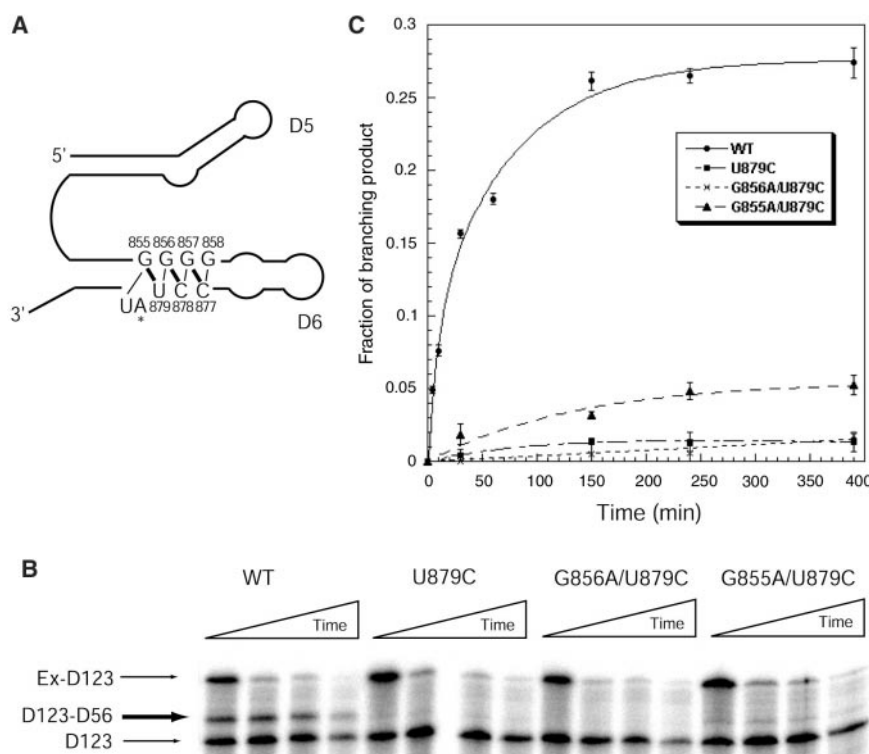 A
D5
5'
855 856 857 858
G G G G
UA U C C
*
879 878 877
3'
D6
C
Fraction of branching product
0.3
0.25
0.2
0.15
0.1
0.05
0
WT
U879C
G856A/U879C
G855A/U879C
0 50 100 150 200 250 300 350 400
Time (min)
B
WT U879C G856A/U879C G855A/U879C
Time Time Time Time
Ex-D123
D123-D56
D123